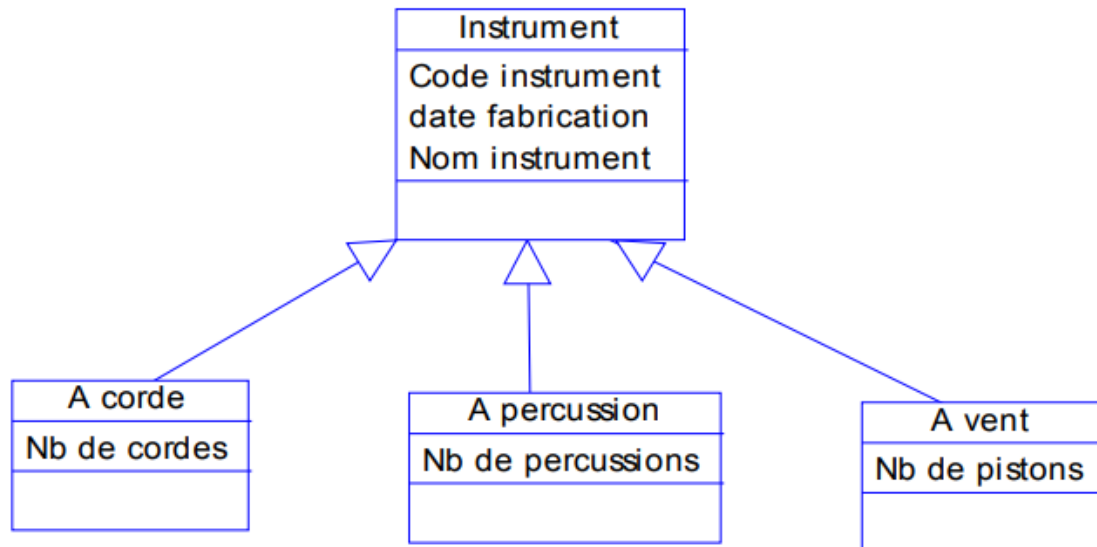 Instrument
Code instrument
date fabrication
Nom instrument
A corde
Nb de cordes
A percussion
Nb de percussions
A vent
Nb de pistons